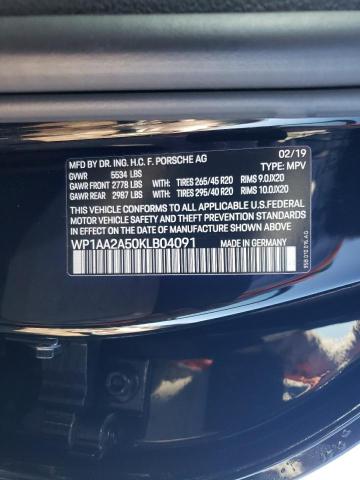 MFD BY DR. ING. H.C. F. PORSCHE AG 02/19
GVWR 5534 LBS TYPE: MPV
GAWR FRONT 2778 LBS WITH: TIRES 265/45 R20 RIMS 9.0JX20
GAWR REAR 2987 LBS WITH: TIRES 295/40 R20 RIMS 10.0JX20
THIS VEHICLE CONFORMS TO ALL APPLICABLE U.S.FEDERAL
MOTOR VEHICLE SAFETY AND THEFT PREVENTION STANDARDS
IN EFFECT ON THE DATE OF MANUFACTURE SHOWN ABOVE
WP1AA2A50KLB04091 MADE IN GERMANY